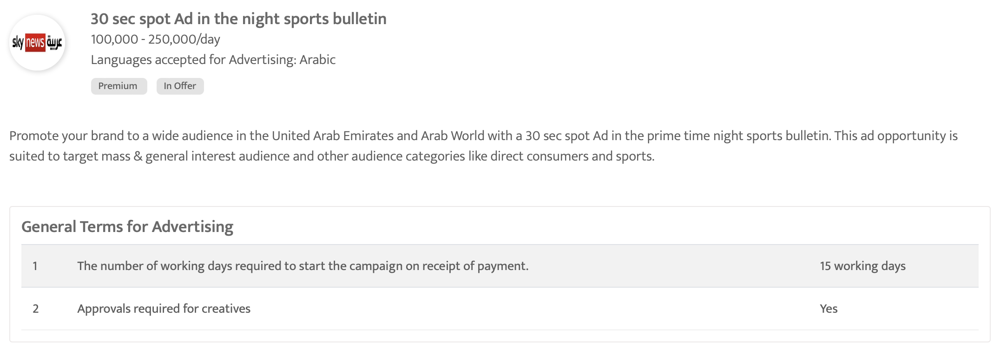 sky news عربية
30 sec spot Ad in the night sports bulletin
100,000 - 250,000/day
Languages accepted for Advertising: Arabic
Premium In Offer
Promote your brand to a wide audience in the United Arab Emirates and Arab World with a 30 sec spot Ad in the prime time night sports bulletin. This ad opportunity is
suited to target mass & general interest audience and other audience categories like direct consumers and sports.
General Terms for Advertising
1 The number of working days required to start the campaign on receipt of payment. 15 working days
2 Approvals required for creatives Yes